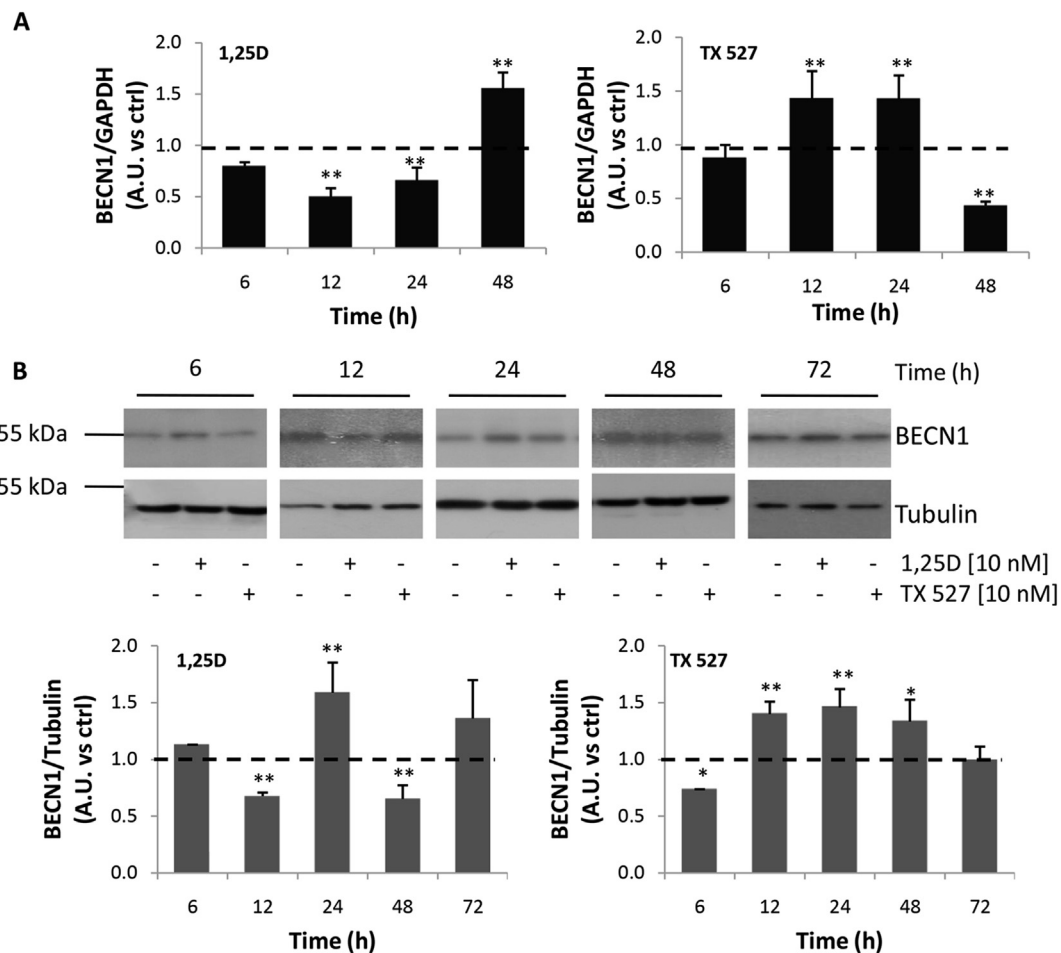 A
1,25D
TX 527
BECN1/GAPDH
(A.U. vs ctrl)
2.0
1.5
1.0
0.5
0.0
** ** **
6 12 24 48
Time (h)
BECN1/GAPDH
(A.U. vs ctrl)
2.0
1.5
1.0
0.5
0.0
** ** **
6 12 24 48
Time (h)
B
6 12 24 48 72 Time (h)
55 kDa
BECN1
55 kDa
Tubulin
- + - - + - - + - - + - - + - 1,25D [10 nM]
- - + - - + - - + - - + - - + TX 527 [10 nM]
1,25D
BECN1/Tubulin
(A.U. vs ctrl)
2.0
1.5
1.0
0.5
0.0
** ** **
6 12 24 48 72
Time (h)
TX 527
BECN1/Tubulin
(A.U. vs ctrl)
2.0
1.5
1.0
0.5
0.0
* ** ** *
6 12 24 48 72
Time (h)